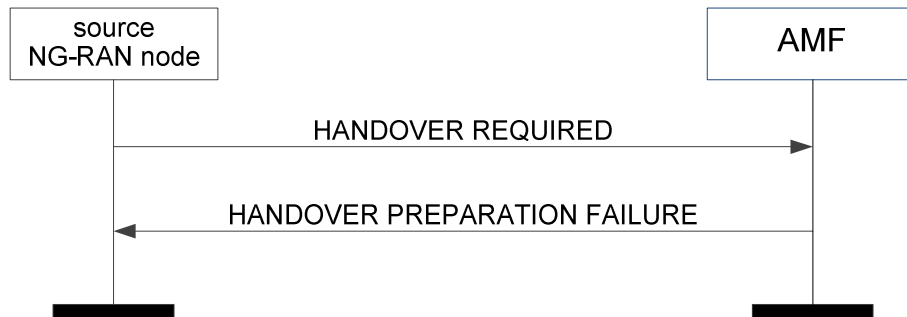 source
NG-RAN node
AMF
HANDOVER REQUIRED
HANDOVER PREPARATION FAILURE